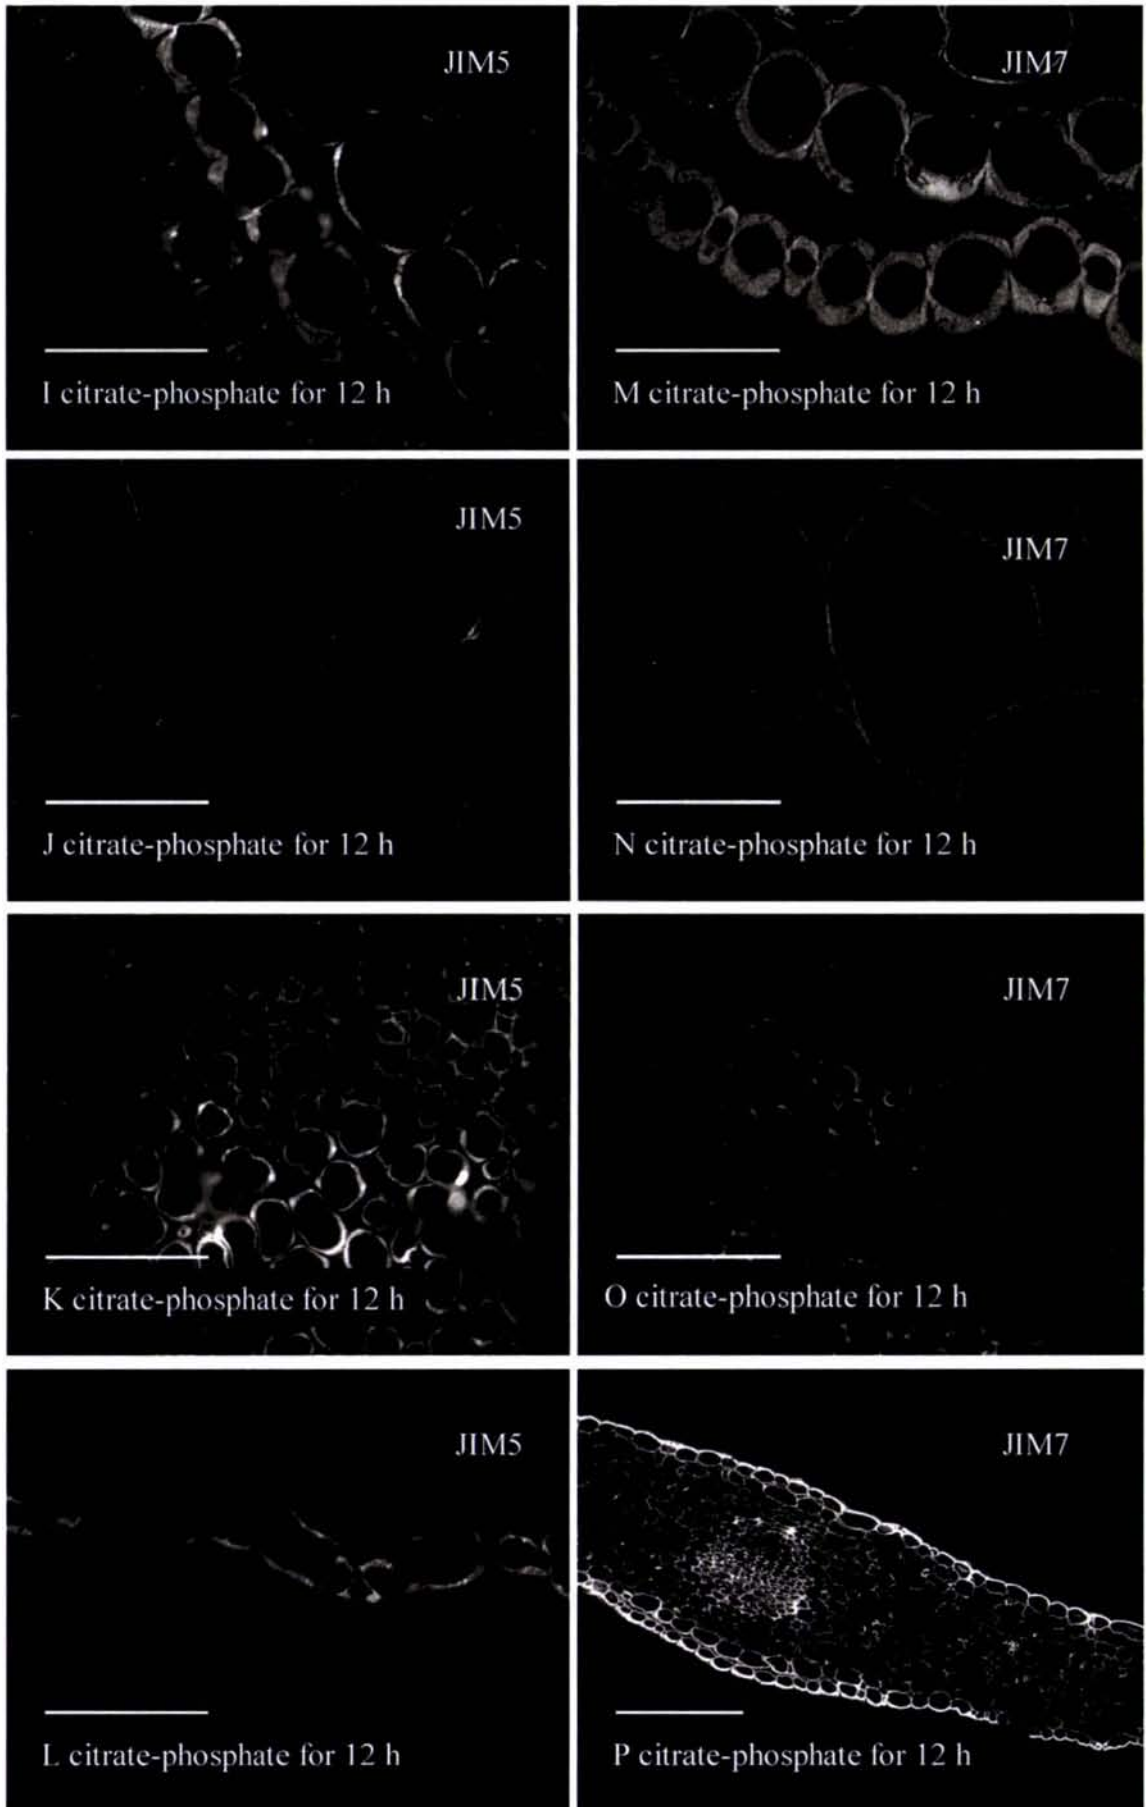 JIM5
I citrate-phosphate for 12 h
JIM7
M citrate-phosphate for 12 h
JIM5
J citrate-phosphate for 12 h
JIM7
N citrate-phosphate for 12 h
JIM5
K citrate-phosphate for 12 h
JIM7
O citrate-phosphate for 12 h
JIM5
L citrate-phosphate for 12 h
JIM7
P citrate-phosphate for 12 h